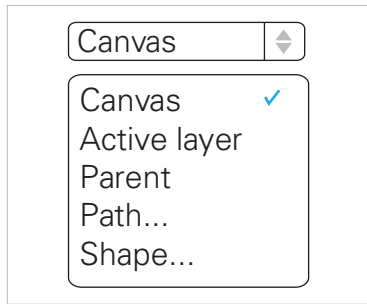 Canvas
Canvas
Active layer
Parent
Path...
Shape...